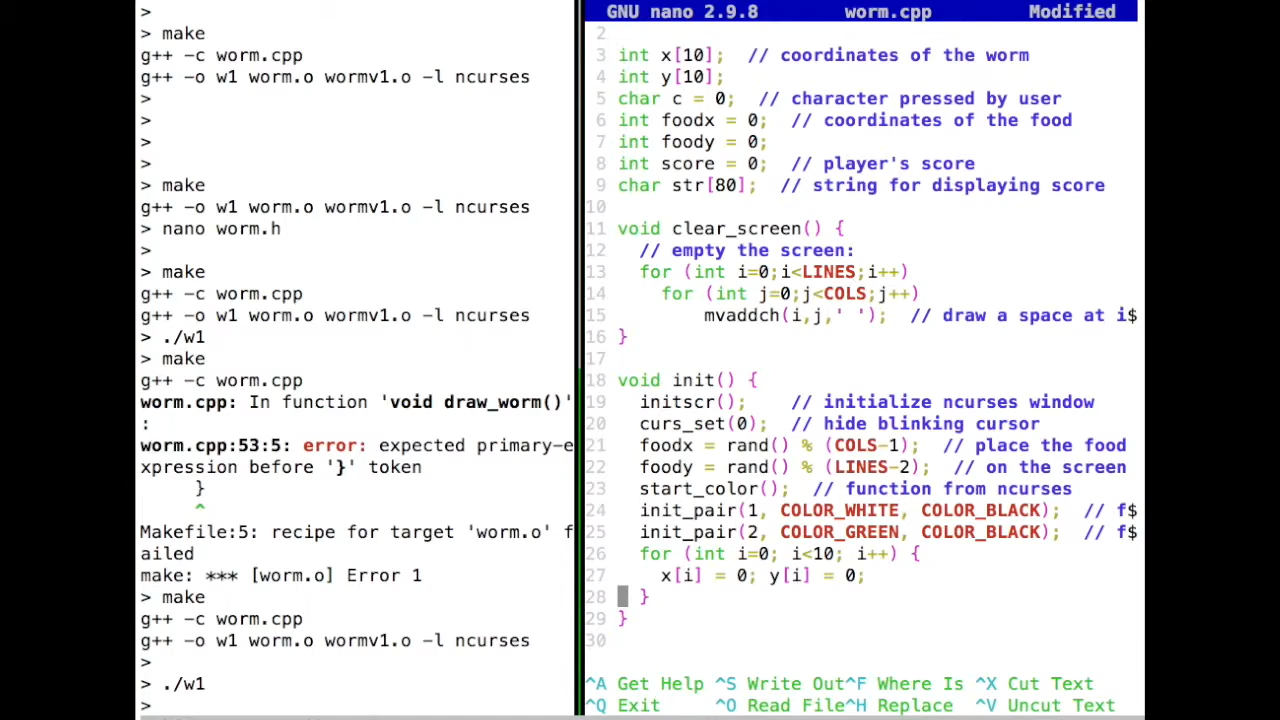 >
> make
g++ -c worm.cpp
g++ -o w1 worm.o wormv1.o -l ncurses
>
>
>
>
> make
g++ -o w1 worm.o wormv1.o -l ncurses
> nano worm.h
>
> make
g++ -c worm.cpp
g++ -o w1 worm.o wormv1.o -l ncurses
> ./w1
> make
g++ -c worm.cpp
worm.cpp: In function 'void draw_worm()'
:
worm.cpp:53:5: error: expected primary-e
xpression before '}' token
     }
     ^
Makefile:5: recipe for target 'worm.o' f
ailed
make: *** [worm.o] Error 1
> make
g++ -c worm.cpp
g++ -o w1 worm.o wormv1.o -l ncurses
>
> ./w1
>
GNU nano 2.9.8        worm.cpp         Modified
2
3 int x[10];  // coordinates of the worm
4 int y[10];
5 char c = 0;  // character pressed by user
6 int foodx = 0;  // coordinates of the food
7 int foody = 0;
8 int score = 0;  // player's score
9 char str[80];  // string for displaying score
10
11 void clear_screen() {
12   // empty the screen:
13   for (int i=0;i<LINES;i++)
14     for (int j=0;j<COLS;j++)
15         mvaddch(i,j,' ');  // draw a space at i$
16 }
17
18 void init() {
19   initscr();    // initialize ncurses window
20   curs_set(0);  // hide blinking cursor
21   foodx = rand() % (COLS-1);  // place the food
22   foody = rand() % (LINES-2);  // on the screen
23   start_color();  // function from ncurses
24   init_pair(1, COLOR_WHITE, COLOR_BLACK);  // f$
25   init_pair(2, COLOR_GREEN, COLOR_BLACK);  // f$
26   for (int i=0; i<10; i++) {
27     x[i] = 0; y[i] = 0;
28   }
29 }
30
^A Get Help ^S Write Out^F Where Is ^X Cut Text
^Q Exit     ^O Read File^H Replace  ^V Uncut Text